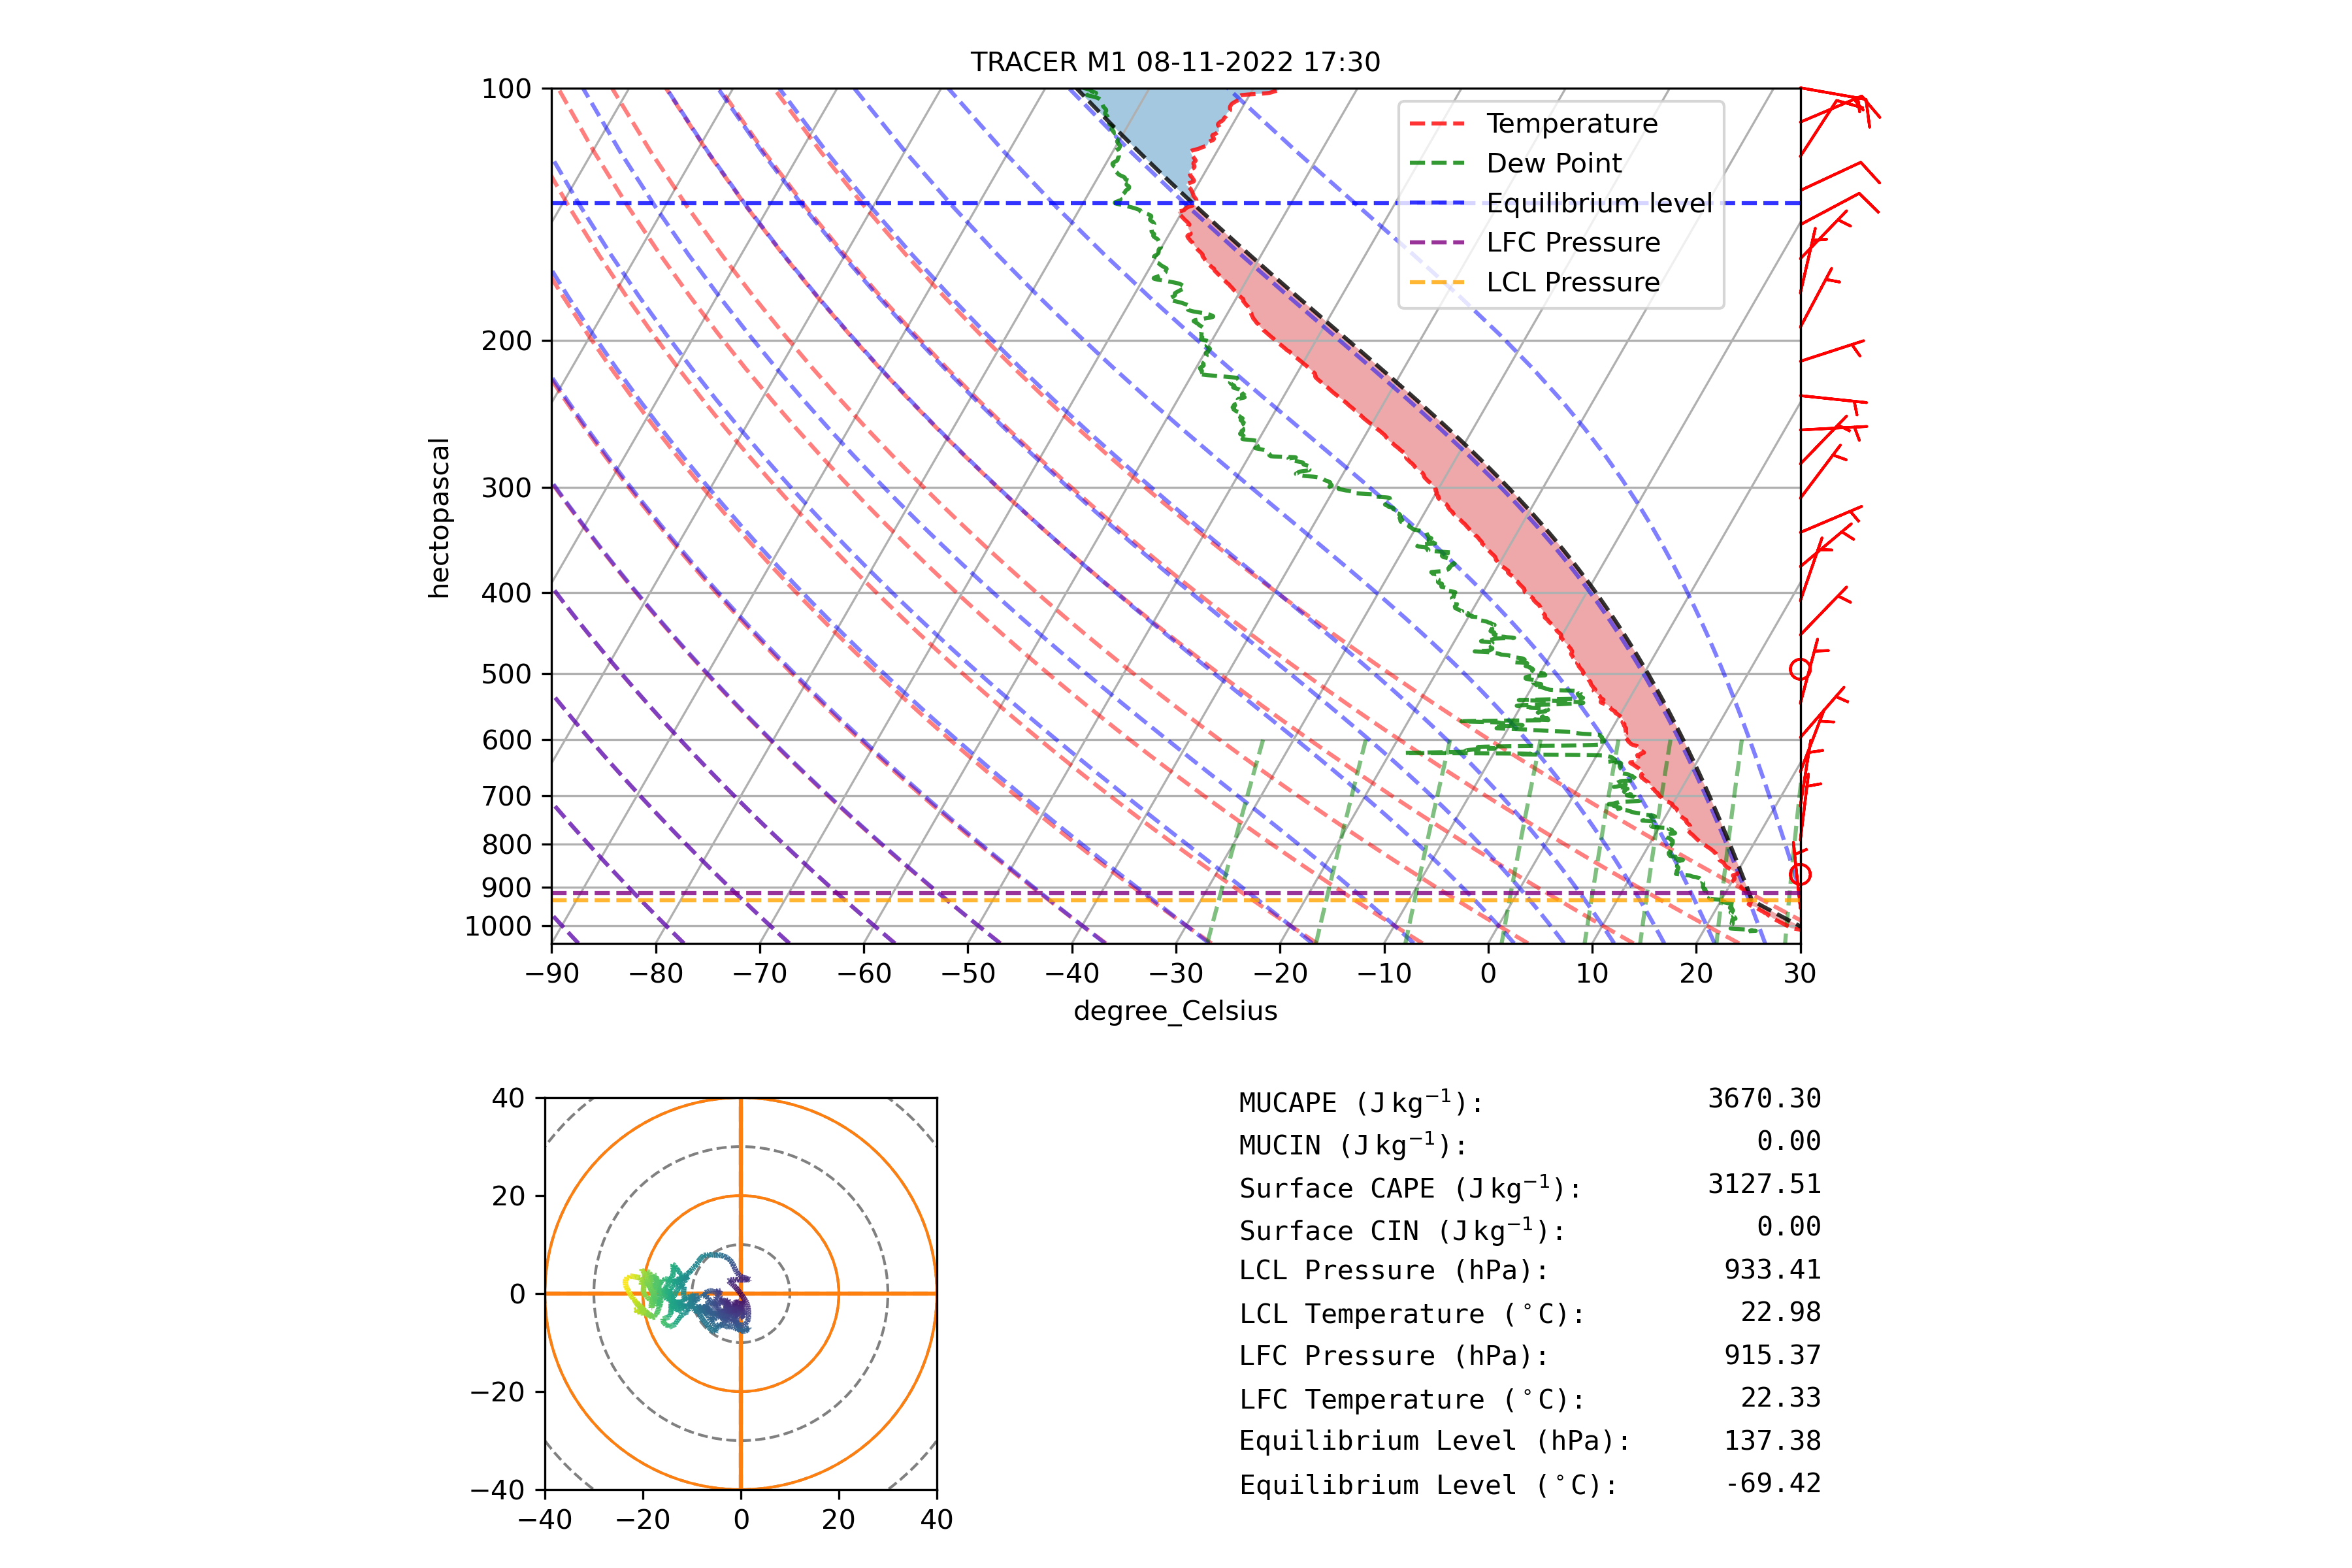 TRACER M1 08-11-2022 17:30
100
200
300
400
500
600
700
800
900
1000
hectopascal
Temperature
Dew Point
Equilibrium level
LFC Pressure
LCL Pressure
−90 −80 −70 −60 −50 −40 −30 −20 −10 0 10 20 30
degree_Celsius
40
20
0
−20
−40
−40 −20 0 20 40
MUCAPE (J kg⁻¹): 3670.30
MUCIN (J kg⁻¹): 0.00
Surface CAPE (J kg⁻¹): 3127.51
Surface CIN (J kg⁻¹): 0.00
LCL Pressure (hPa): 933.41
LCL Temperature (°C): 22.98
LFC Pressure (hPa): 915.37
LFC Temperature (°C): 22.33
Equilibrium Level (hPa): 137.38
Equilibrium Level (°C): -69.42